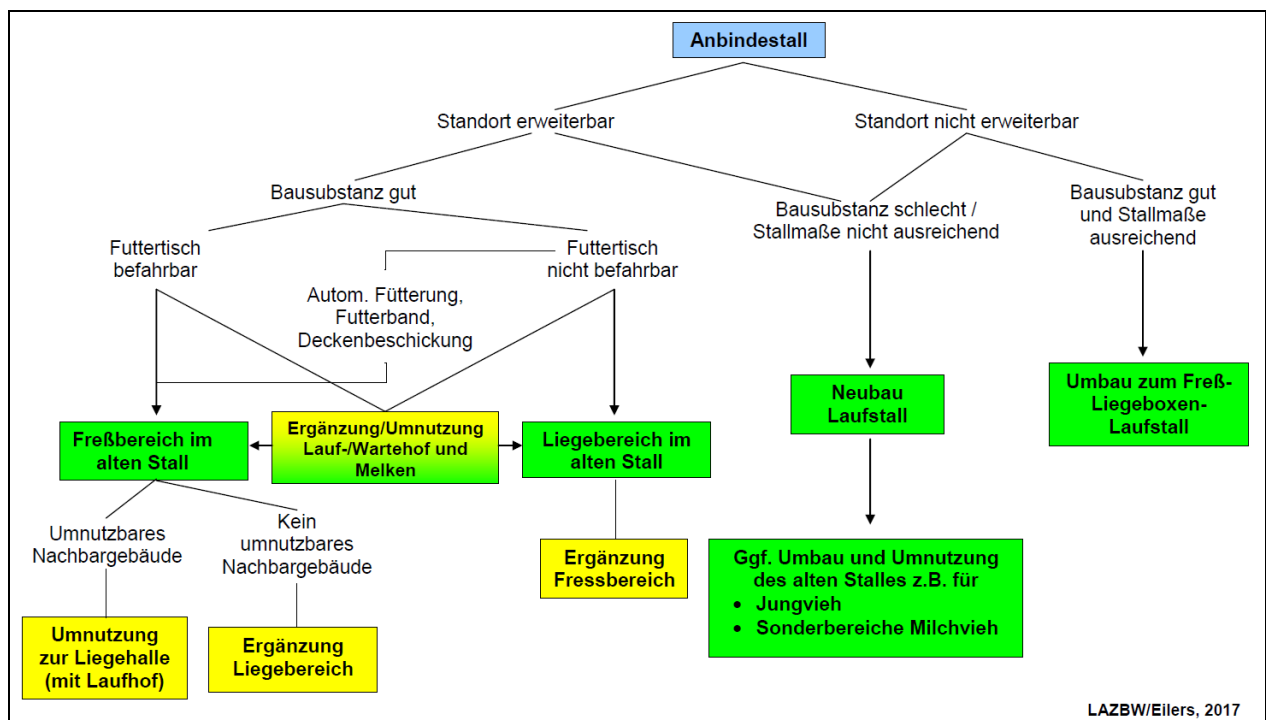 Anbindestall
Standort erweiterbar
Standort nicht erweiterbar
Bausubstanz gut
Bausubstanz schlecht /
Stallmaße nicht ausreichend
Bausubstanz gut
und Stallmaße
ausreichend
Futtertisch
befahrbar
Futtertisch
nicht befahrbar
Autom. Fütterung,
Futterband,
Deckenbeschickung
Neubau
Laufstall
Umbau zum Freß-
Liegeboxen-
Laufstall
Freßbereich im
alten Stall
Ergänzung/Umnutzung
Lauf-/Wartehof und
Melken
Liegebereich im
alten Stall
Umnutzbares
Nachbargebäude
Kein
umnutzbares
Nachbargebäude
Ergänzung
Fressbereich
Ggf. Umbau und Umnutzung
des alten Stalles z.B. für
• Jungvieh
• Sonderbereiche Milchvieh
Umnutzung
zur Liegehalle
(mit Laufhof)
Ergänzung
Liegebereich
LAZBW/Eilers, 2017